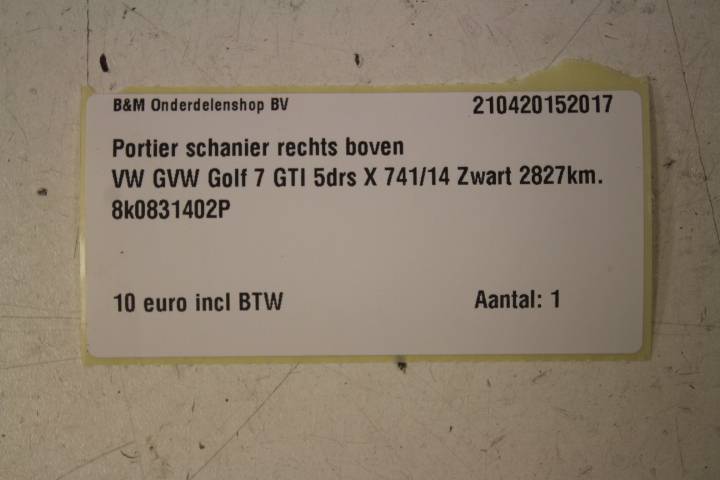 B&M Onderdelenshop BV 210420152017
Portier schanier rechts boven
VW GVW Golf 7 GTI 5drs X 741/14 Zwart 2827km.
8k0831402P
10 euro incl BTW Aantal: 1